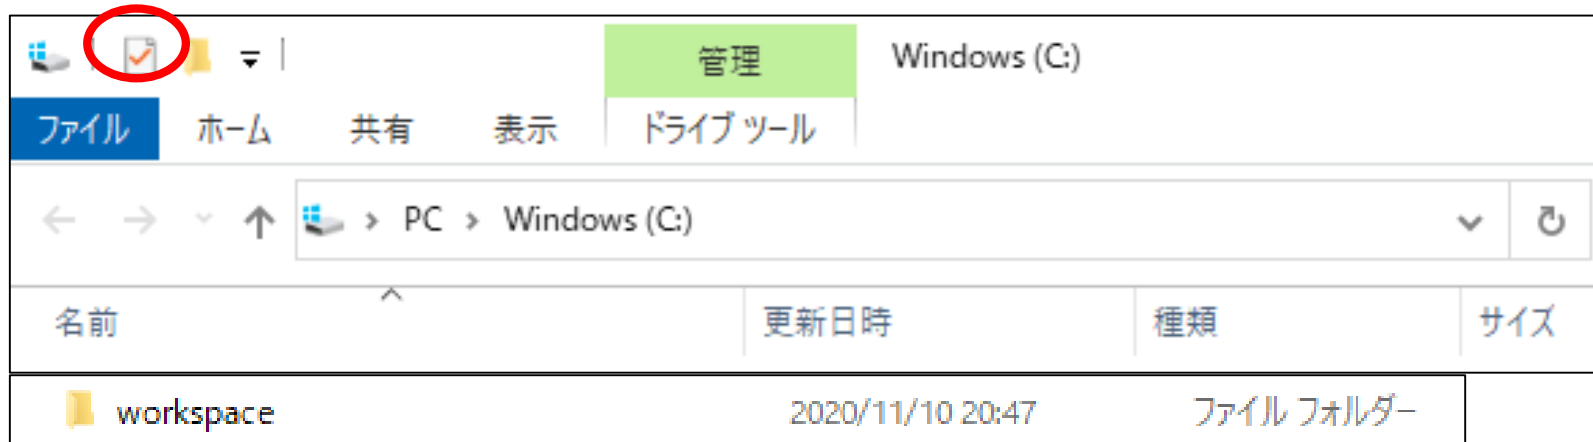 管理 Windows (C:)
ファイル ホーム 共有 表示 ドライブ ツール
PC > Windows (C:)
名前 更新日時 種類 サイズ
workspace 2020/11/10 20:47 ファイル フォルダー